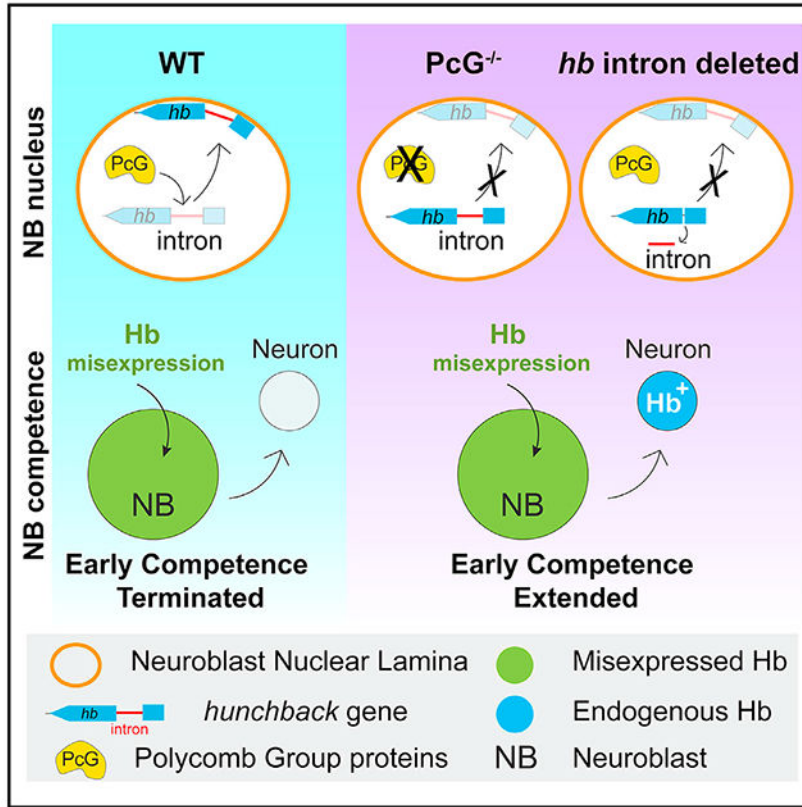 WT
PcG-/-
hb intron deleted
NB nucleus
hb
PcG
hb
intron
hb
PcG
hb
intron
hb
PcG
hb
intron
NB competence
Hb
misexpression
Neuron
NB
Early Competence
Terminated
Hb
misexpression
Neuron
Hb+
NB
Early Competence
Extended
Neuroblast Nuclear Lamina
Misexpressed Hb
hb
intron
hunchback gene
Endogenous Hb
PcG
Polycomb Group proteins
NB
Neuroblast